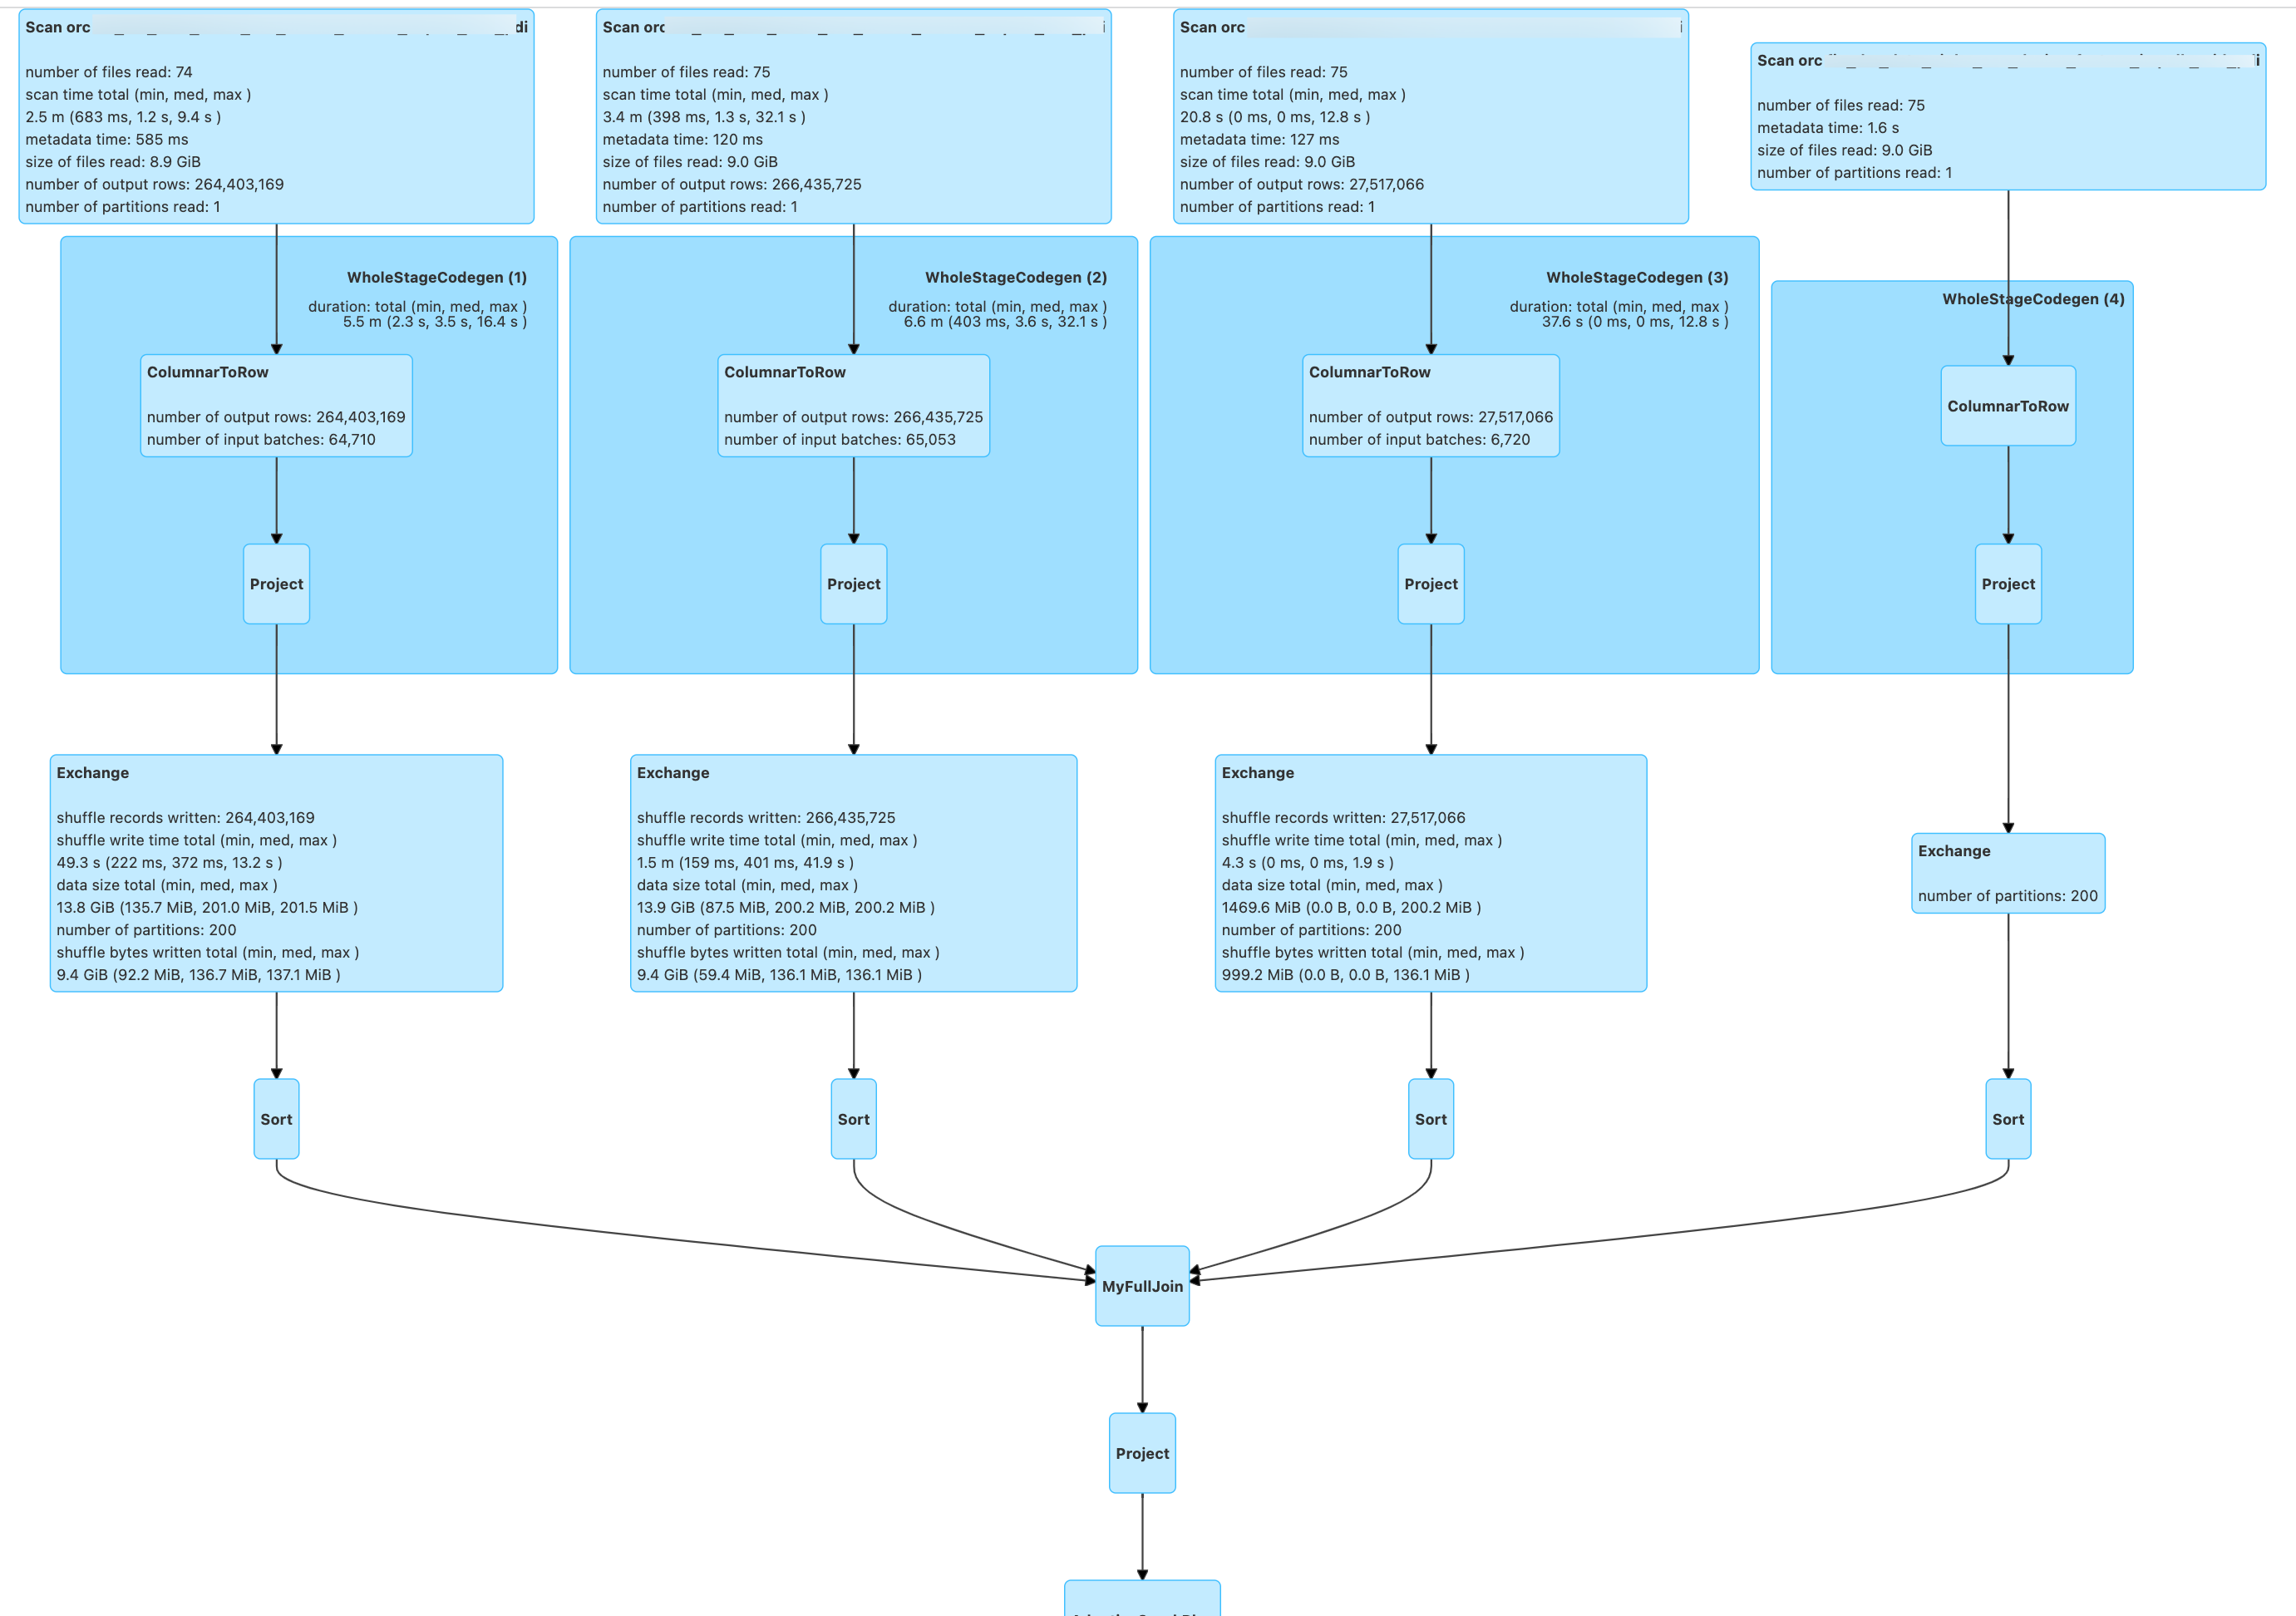 Scan orc
number of files read: 74
scan time total (min, med, max )
2.5 m (683 ms, 1.2 s, 9.4 s )
metadata time: 585 ms
size of files read: 8.9 GiB
number of output rows: 264,403,169
number of partitions read: 1
Scan orc
number of files read: 75
scan time total (min, med, max )
3.4 m (398 ms, 1.3 s, 32.1 s )
metadata time: 120 ms
size of files read: 9.0 GiB
number of output rows: 266,435,725
number of partitions read: 1
Scan orc
number of files read: 75
scan time total (min, med, max )
20.8 s (0 ms, 0 ms, 12.8 s )
metadata time: 127 ms
size of files read: 9.0 GiB
number of output rows: 27,517,066
number of partitions read: 1
Scan orc
number of files read: 75
metadata time: 1.6 s
size of files read: 9.0 GiB
number of partitions read: 1
WholeStageCodegen (1)
duration: total (min, med, max )
5.5 m (2.3 s, 3.5 s, 16.4 s )
ColumnarToRow
number of output rows: 264,403,169
number of input batches: 64,710
Project
WholeStageCodegen (2)
duration: total (min, med, max )
6.6 m (403 ms, 3.6 s, 32.1 s )
ColumnarToRow
number of output rows: 266,435,725
number of input batches: 65,053
Project
WholeStageCodegen (3)
duration: total (min, med, max )
37.6 s (0 ms, 0 ms, 12.8 s )
ColumnarToRow
number of output rows: 27,517,066
number of input batches: 6,720
Project
WholeStageCodegen (4)
ColumnarToRow
Project
Exchange
shuffle records written: 264,403,169
shuffle write time total (min, med, max )
49.3 s (222 ms, 372 ms, 13.2 s )
data size total (min, med, max )
13.8 GiB (135.7 MiB, 201.0 MiB, 201.5 MiB )
number of partitions: 200
shuffle bytes written total (min, med, max )
9.4 GiB (92.2 MiB, 136.7 MiB, 137.1 MiB )
Exchange
shuffle records written: 266,435,725
shuffle write time total (min, med, max )
1.5 m (159 ms, 401 ms, 41.9 s )
data size total (min, med, max )
13.9 GiB (87.5 MiB, 200.2 MiB, 200.2 MiB )
number of partitions: 200
shuffle bytes written total (min, med, max )
9.4 GiB (59.4 MiB, 136.1 MiB, 136.1 MiB )
Exchange
shuffle records written: 27,517,066
shuffle write time total (min, med, max )
4.3 s (0 ms, 0 ms, 1.9 s )
data size total (min, med, max )
1469.6 MiB (0.0 B, 0.0 B, 200.2 MiB )
number of partitions: 200
shuffle bytes written total (min, med, max )
999.2 MiB (0.0 B, 0.0 B, 136.1 MiB )
Exchange
number of partitions: 200
Sort
Sort
Sort
Sort
MyFullJoin
Project